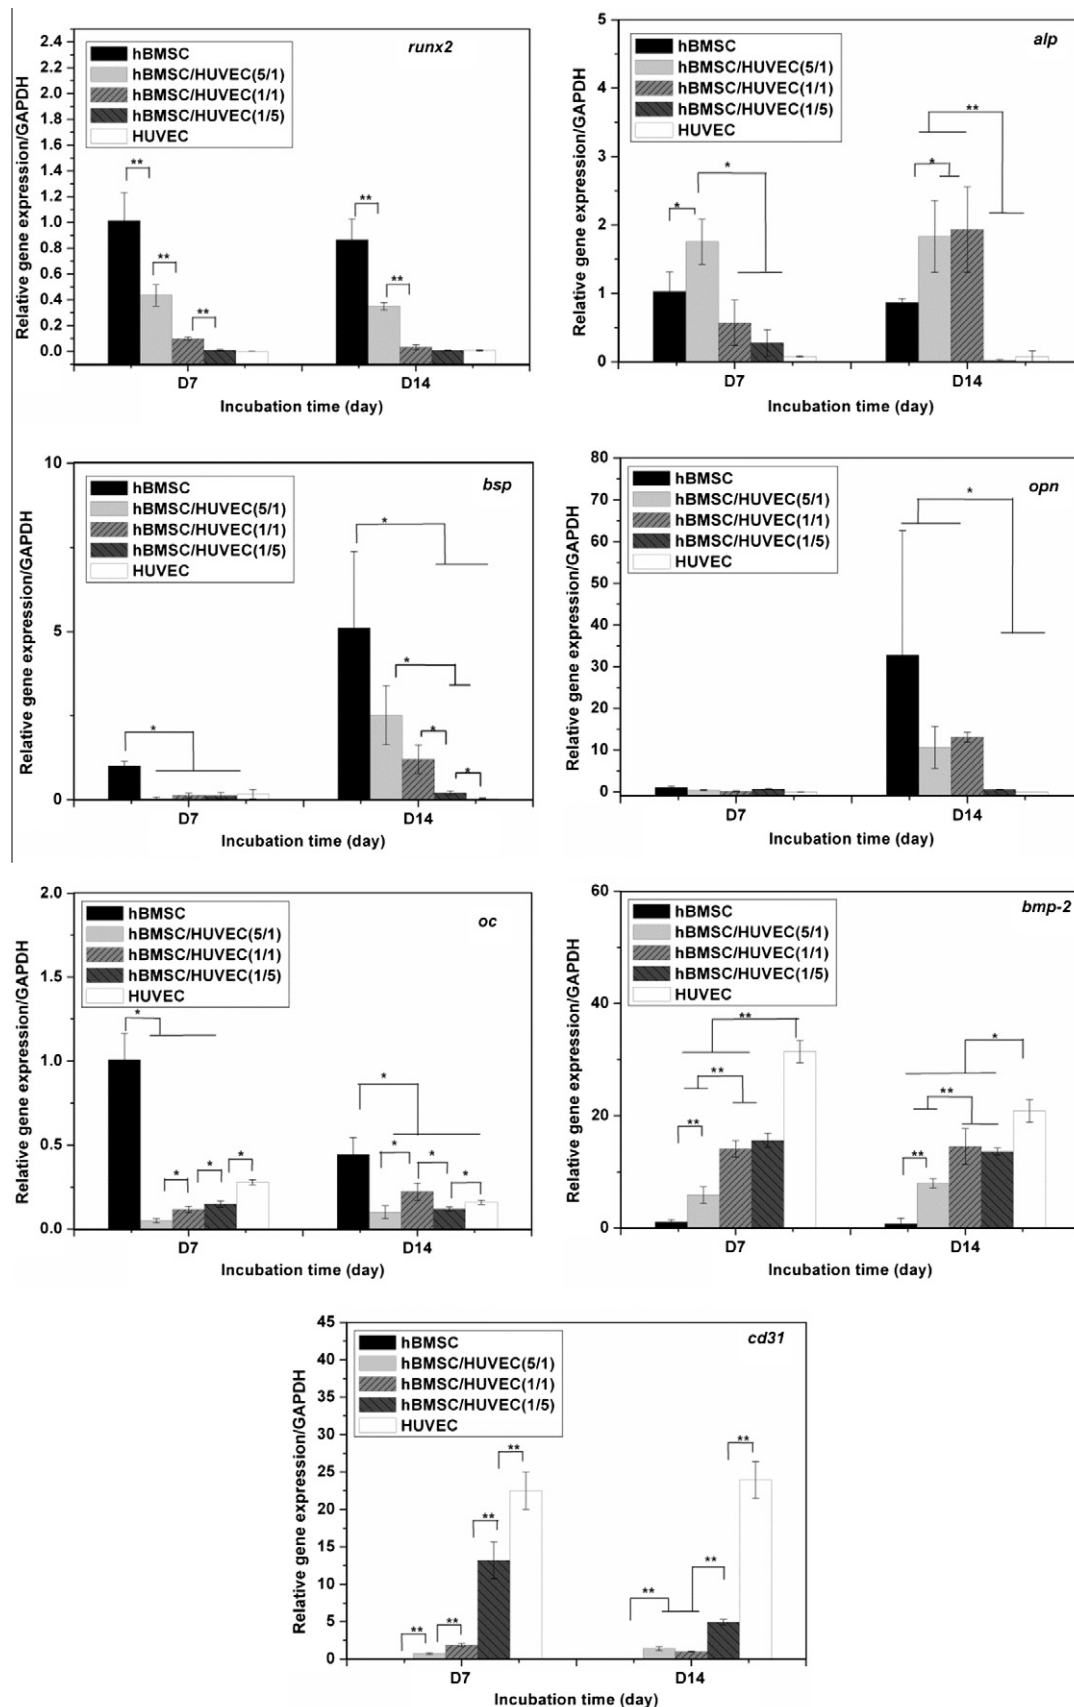 runx2
hBMSC
hBMSC/HUVEC(5/1)
hBMSC/HUVEC(1/1)
hBMSC/HUVEC(1/5)
HUVEC
Relative gene expression/GAPDH
2.4
2.2
2.0
1.8
1.6
1.4
1.2
1.0
0.8
0.6
0.4
0.2
0.0
** ** ** ** **
D7 D14
Incubation time (day)
alp
hBMSC
hBMSC/HUVEC(5/1)
hBMSC/HUVEC(1/1)
hBMSC/HUVEC(1/5)
HUVEC
Relative gene expression/GAPDH
5
4
3
2
1
0
* * * **
D7 D14
Incubation time (day)
bsp
hBMSC
hBMSC/HUVEC(5/1)
hBMSC/HUVEC(1/1)
hBMSC/HUVEC(1/5)
HUVEC
Relative gene expression/GAPDH
10
5
0
* * * * *
D7 D14
Incubation time (day)
opn
hBMSC
hBMSC/HUVEC(5/1)
hBMSC/HUVEC(1/1)
hBMSC/HUVEC(1/5)
HUVEC
Relative gene expression/GAPDH
80
70
60
50
40
30
20
10
0
*
D7 D14
Incubation time (day)
oc
hBMSC
hBMSC/HUVEC(5/1)
hBMSC/HUVEC(1/1)
hBMSC/HUVEC(1/5)
HUVEC
Relative gene expression/GAPDH
2.0
1.5
1.0
0.5
0.0
* * * * * * * *
D7 D14
Incubation time (day)
bmp-2
hBMSC
hBMSC/HUVEC(5/1)
hBMSC/HUVEC(1/1)
hBMSC/HUVEC(1/5)
HUVEC
Relative gene expression/GAPDH
60
40
20
0
** ** ** ** ** *
D7 D14
Incubation time (day)
cd31
hBMSC
hBMSC/HUVEC(5/1)
hBMSC/HUVEC(1/1)
hBMSC/HUVEC(1/5)
HUVEC
Relative gene expression/GAPDH
45
40
35
30
25
20
15
10
5
0
** ** ** ** ** ** **
D7 D14
Incubation time (day)